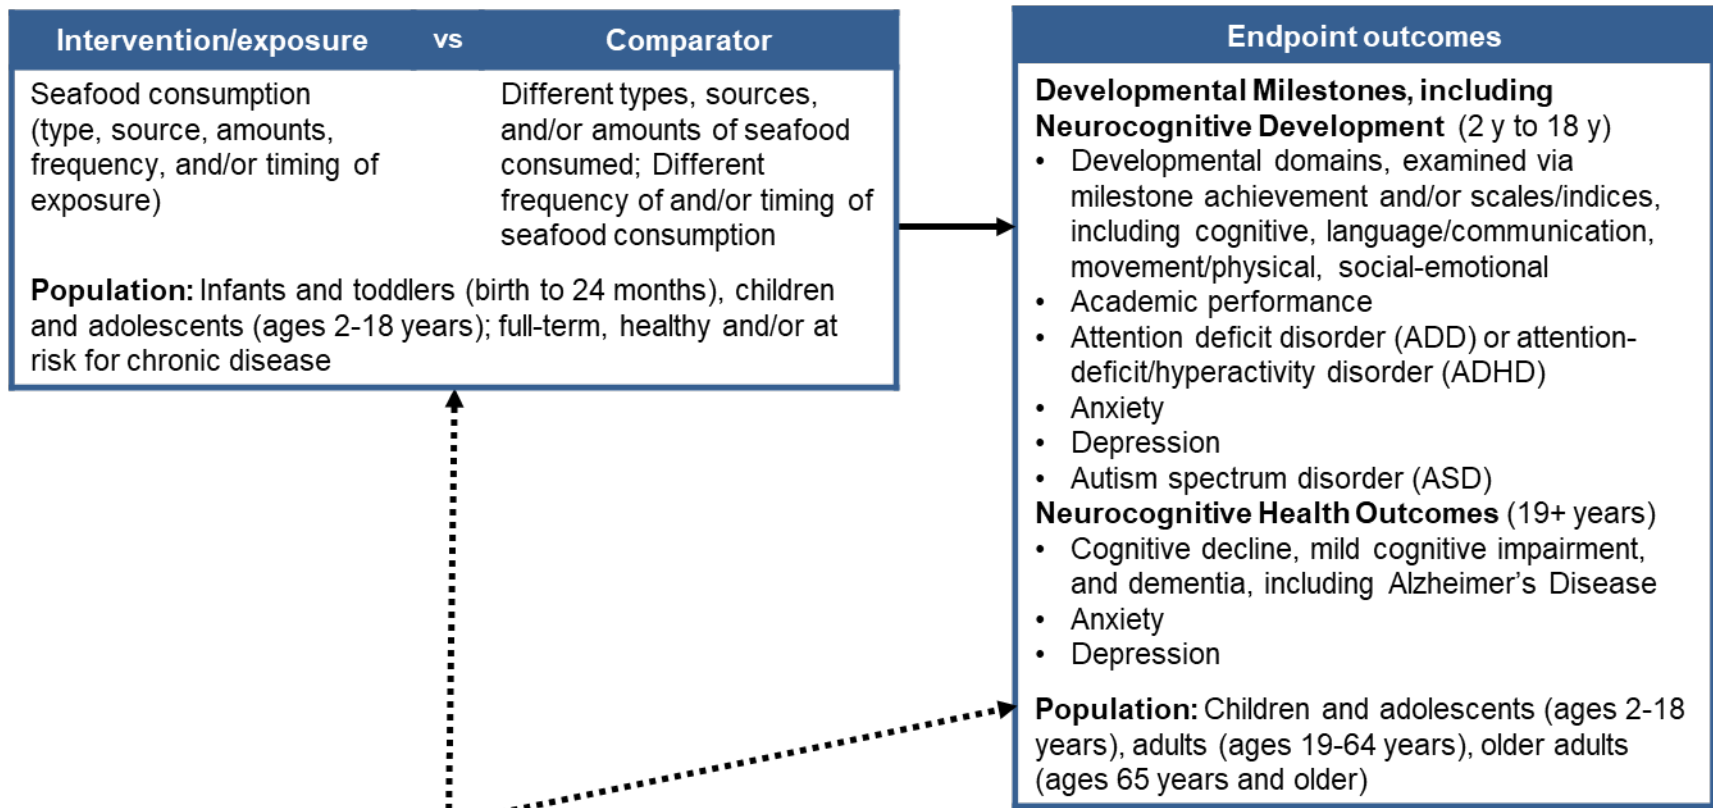 Intervention/exposure vs Comparator
Seafood consumption
(type, source, amounts,
frequency, and/or timing of
exposure)
Different types, sources,
and/or amounts of seafood
consumed; Different
frequency of and/or timing of
seafood consumption
Population: Infants and toddlers (birth to 24 months), children
and adolescents (ages 2-18 years); full-term, healthy and/or at
risk for chronic disease
Endpoint outcomes
Developmental Milestones, including
Neurocognitive Development (2 y to 18 y)
• Developmental domains, examined via
milestone achievement and/or scales/indices,
including cognitive, language/communication,
movement/physical, social-emotional
• Academic performance
• Attention deficit disorder (ADD) or attention-
deficit/hyperactivity disorder (ADHD)
• Anxiety
• Depression
• Autism spectrum disorder (ASD)
Neurocognitive Health Outcomes (19+ years)
• Cognitive decline, mild cognitive impairment,
and dementia, including Alzheimer's Disease
• Anxiety
• Depression
Population: Children and adolescents (ages 2-18
years), adults (ages 19-64 years), older adults
(ages 65 years and older)